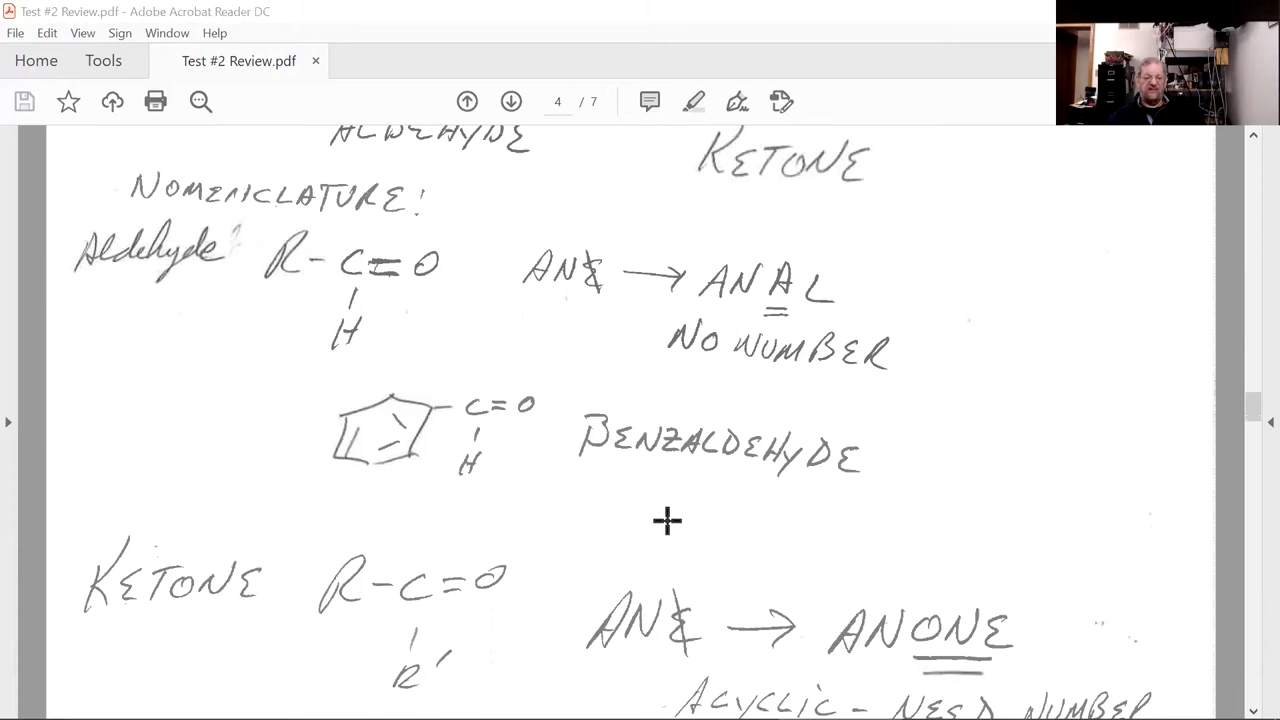 Test #2 Review.pdf - Adobe Acrobat Reader DC
File Edit View Sign Window Help
Home Tools Test #2 Review.pdf ×
4 / 7
ALDEHYDE KETONE
NOMENCLATURE:
Aldehyde: R - C = O ANE → ANAL
H NO NUMBER
- C = O BENZALDEHYDE
H
KETONE R - C = O ANE → ANONE
R'
ACYCLIC - NEED NUMBER